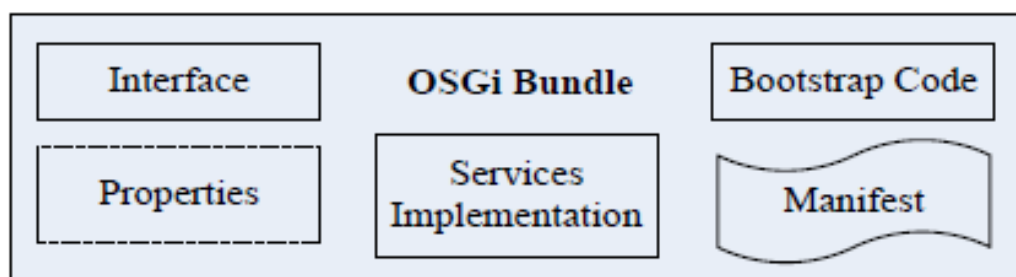 Interface
OSGi Bundle
Bootstrap Code
Properties
Services
Implementation
Manifest